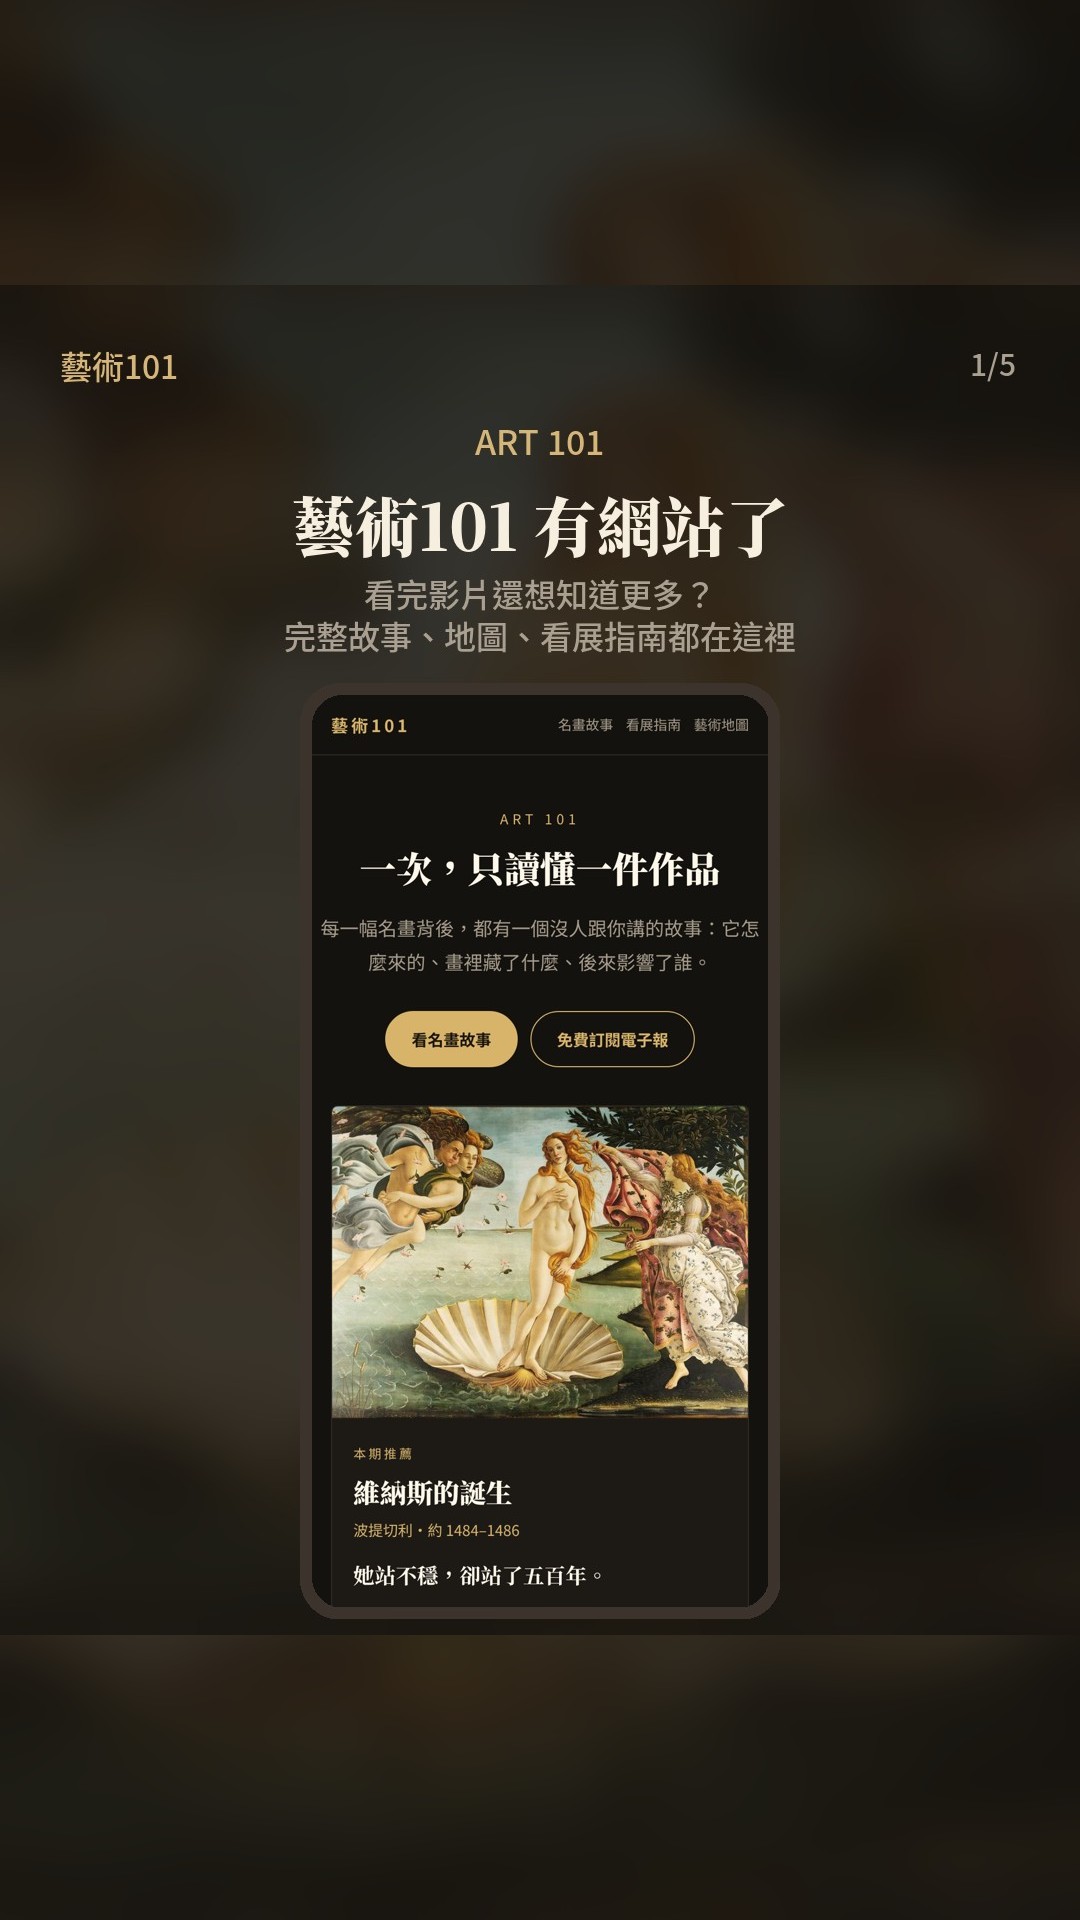 藝術101
1/5
ART 101
藝術101 有網站了
看完影片還想知道更多？
完整故事、地圖、看展指南都在這裡
藝術101
名畫故事 看展指南 藝術地圖
ART 101
一次，只讀懂一件作品
每一幅名畫背後，都有一個沒人跟你講的故事：它怎
麼來的、畫裡藏了什麼、後來影響了誰。
看名畫故事
免費訂閱電子報
本期推薦
維納斯的誕生
波提切利・約 1484–1486
她站不穩，卻站了五百年。